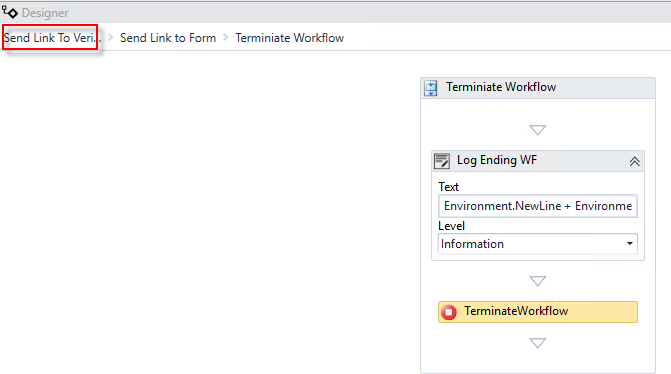 Designer
Send Link To Veri... > Send Link to Form > Terminiate Workflow
Terminiate Workflow
Log Ending WF
Text
Environment.NewLine + Environme
Level
Information
TerminateWorkflow